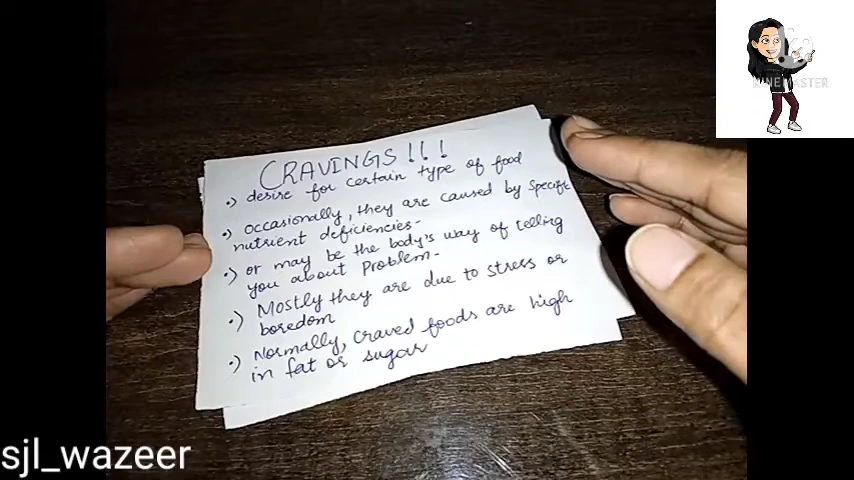 CRAVINGS!!!
•) desire for certain type of food
•) occasionally, they are caused by specific
nutrient deficiencies-
•) or may be the body's way of telling
you about problem-
•) Mostly they are due to stress or
boredom
•) Normally, craved foods are high
in fat or sugar
KINEMASTER
sjl_wazeer